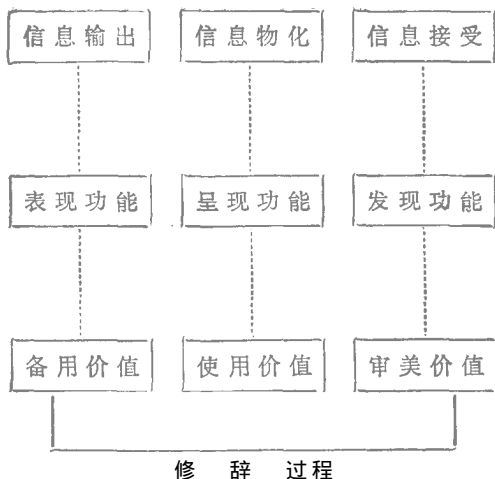 信息输出 信息物化 信息接受
表现功能 呈现功能 发现功能
备用价值 使用价值 审美价值
修 辞 过程